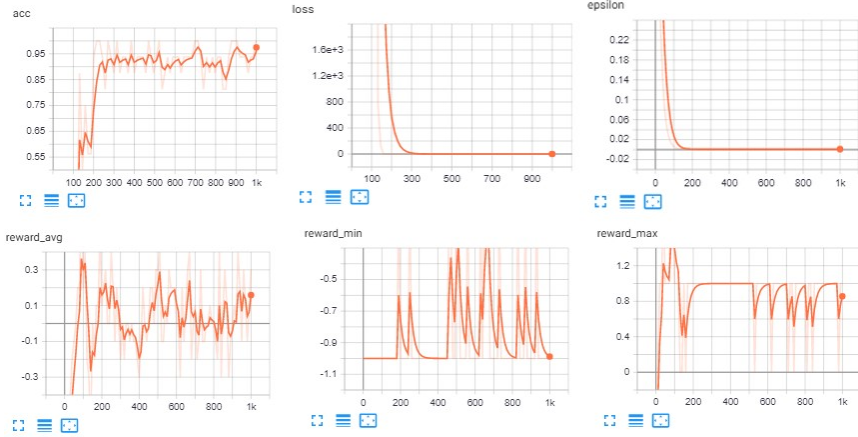 acc
0.95
0.85
0.75
0.65
0.55
100 200 300 400 500 600 700 800 900 1k
loss
1.6e+3
1.2e+3
800
400
0
100 300 500 700 900
epsilon
0.22
0.18
0.14
0.1
0.06
0.02
-0.02
0 200 400 600 800 1k
reward_avg
0.3
0.1
-0.1
-0.3
0 200 400 600 800 1k
reward_min
-0.5
-0.7
-0.9
-1.1
0 200 400 600 800 1k
reward_max
1.2
0.8
0.4
0
0 200 400 600 800 1k